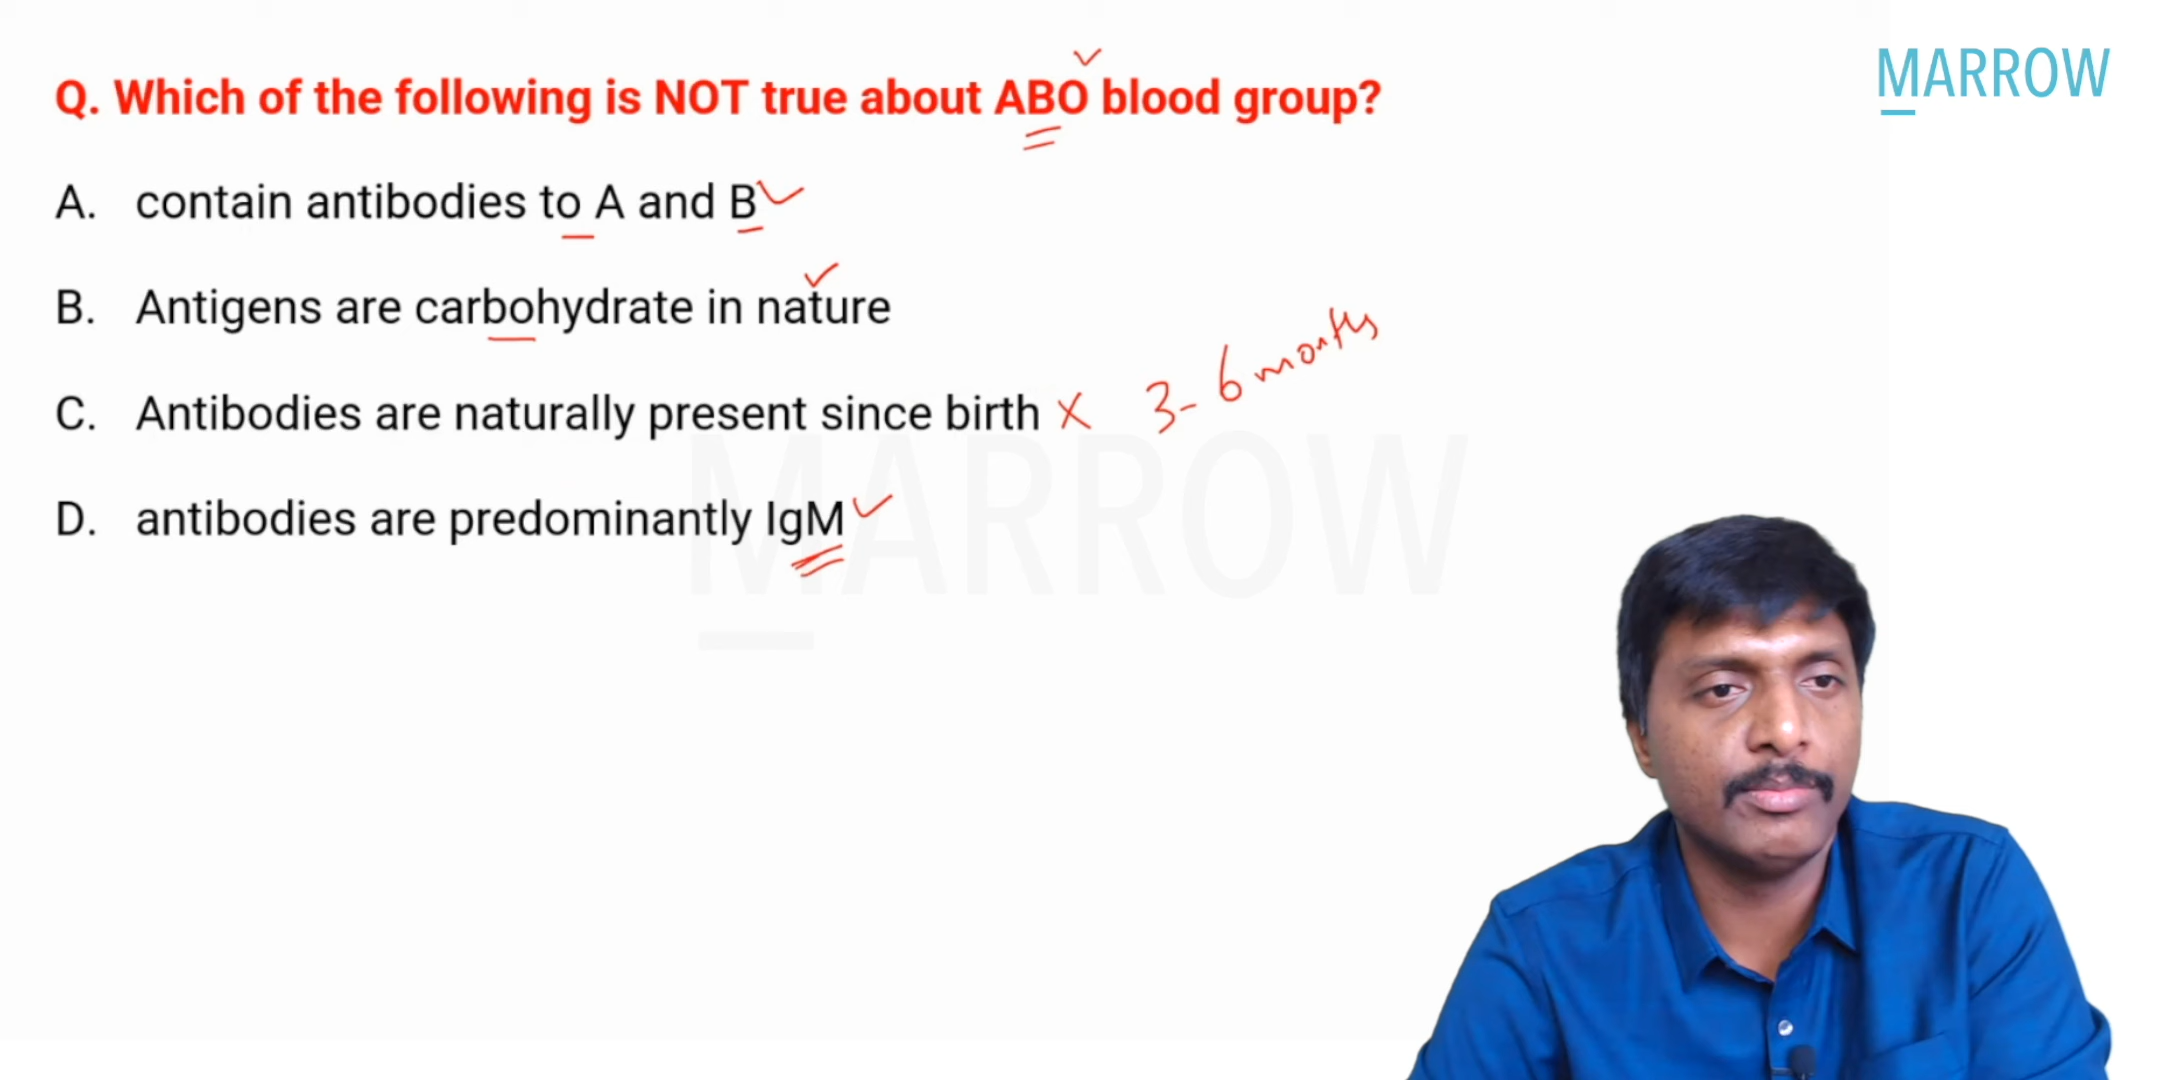 MARROW
Q. Which of the following is NOT true about ABO blood group?
A. contain antibodies to A and B
B. Antigens are carbohydrate in nature
C. Antibodies are naturally present since birth x 3-6 months
D. antibodies are predominantly IgM
MARROW